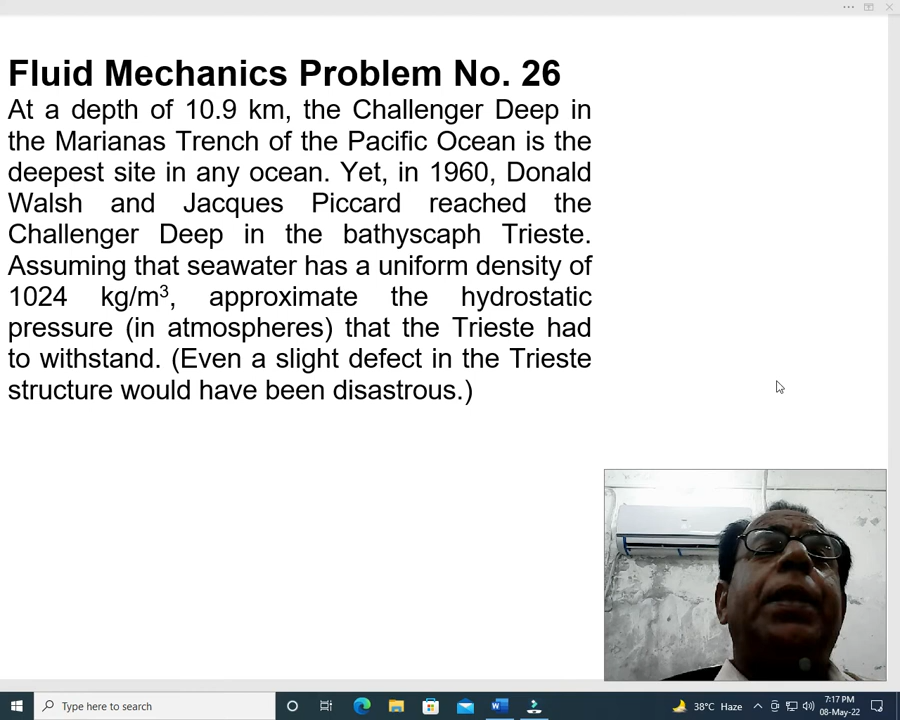 Fluid Mechanics Problem No. 26
At a depth of 10.9 km, the Challenger Deep in
the Marianas Trench of the Pacific Ocean is the
deepest site in any ocean. Yet, in 1960, Donald
Walsh and Jacques Piccard reached the
Challenger Deep in the bathyscaph Trieste.
Assuming that seawater has a uniform density of
1024 kg/m³, approximate the hydrostatic
pressure (in atmospheres) that the Trieste had
to withstand. (Even a slight defect in the Trieste
structure would have been disastrous.)
Type here to search
38°C Haze
7:17 PM
08-May-22